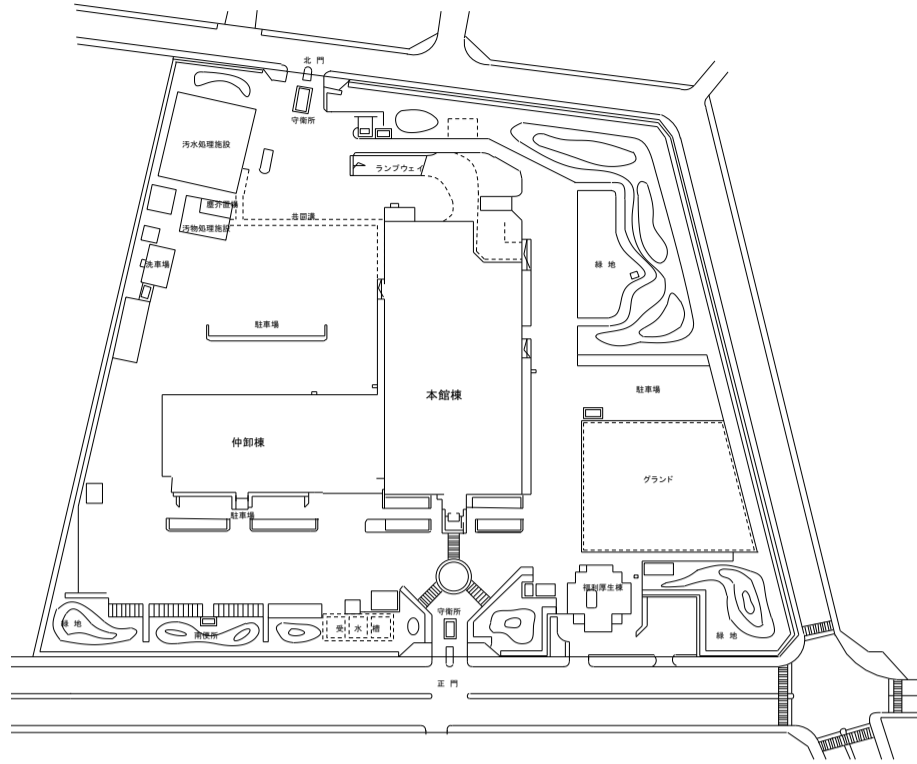 北門
守衛所
汚水処理施設
ランプウェイ
塵芥置場
共同溝
汚物処理施設
洗車場
緑地
駐車場
駐車場
本館棟
仲卸棟
グランド
駐車場
福利厚生棟
守衛所
緑地
南便所
受水槽
緑地
正門